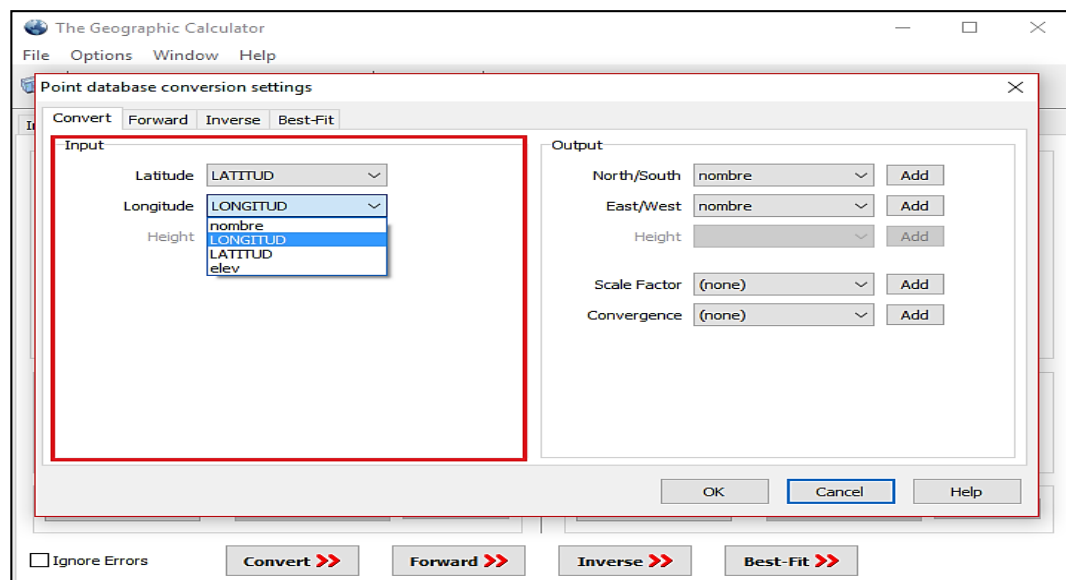 The Geographic Calculator
File Options Window Help
Point database conversion settings
Convert Forward Inverse Best-Fit
Input
Latitude LATITUD
Longitude LONGITUD
nombre
LONGITUD
LATITUD
elev
Height
Output
North/South nombre Add
East/West nombre Add
Height Add
Scale Factor (none) Add
Convergence (none) Add
OK Cancel Help
Ignore Errors Convert >> Forward >> Inverse >> Best-Fit >>